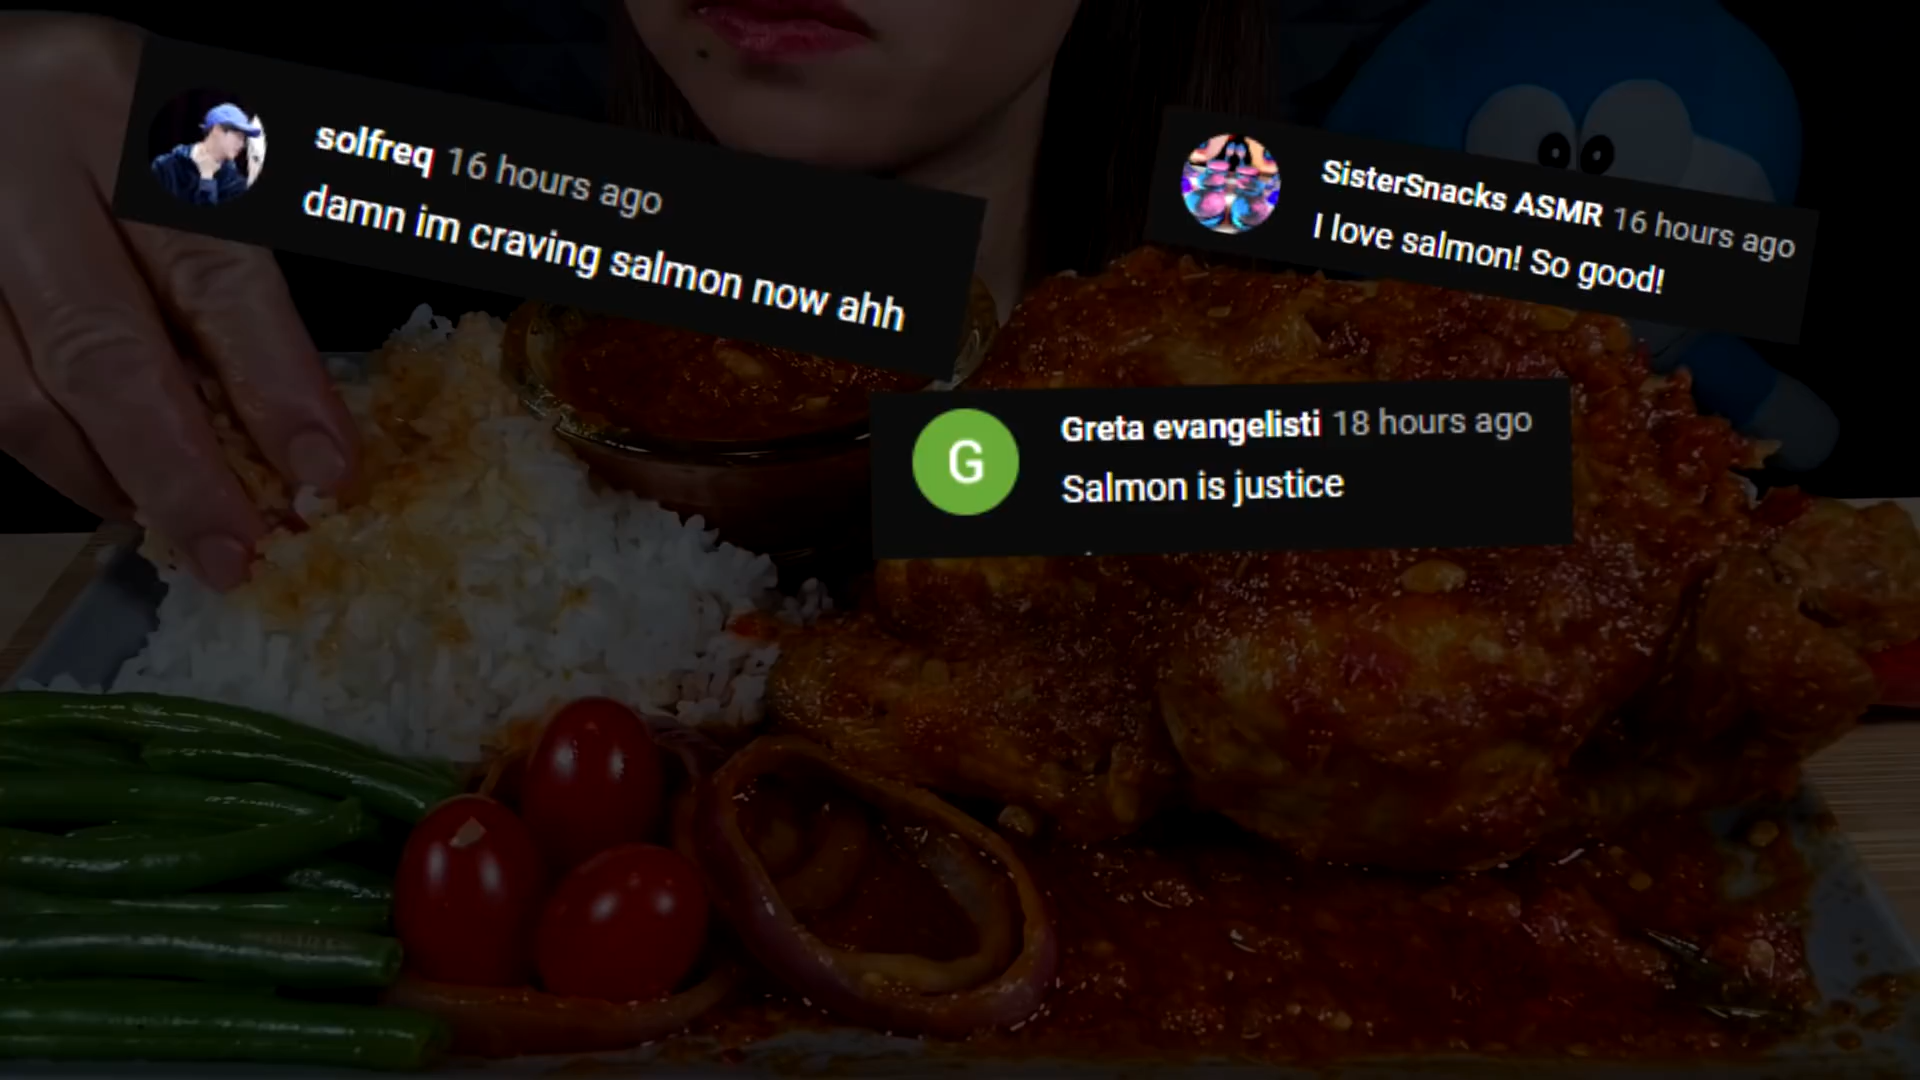 solfreq 16 hours ago
damn im craving salmon now ahh
SisterSnacks ASMR 16 hours ago
I love salmon! So good!
G
Greta evangelisti 18 hours ago
Salmon is justice